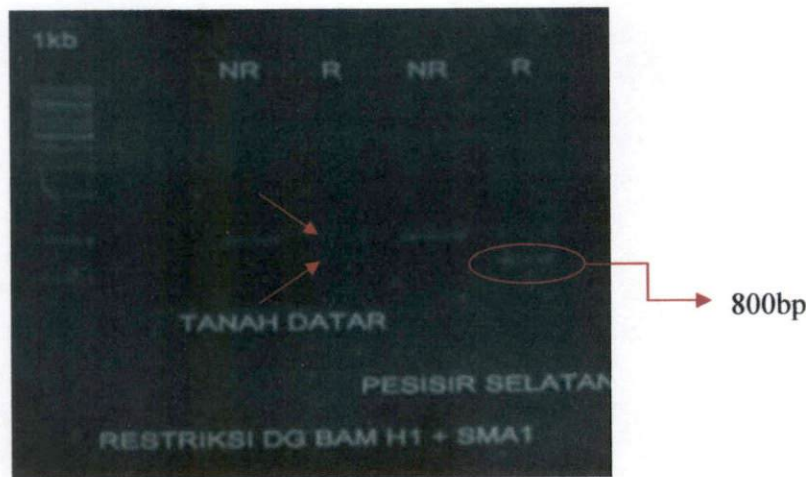 1kb
NR R NR R
800bp
TANAH DATAR
PESISIR SELATAN
RESTRIKSI DG BAM H1 + SMA1